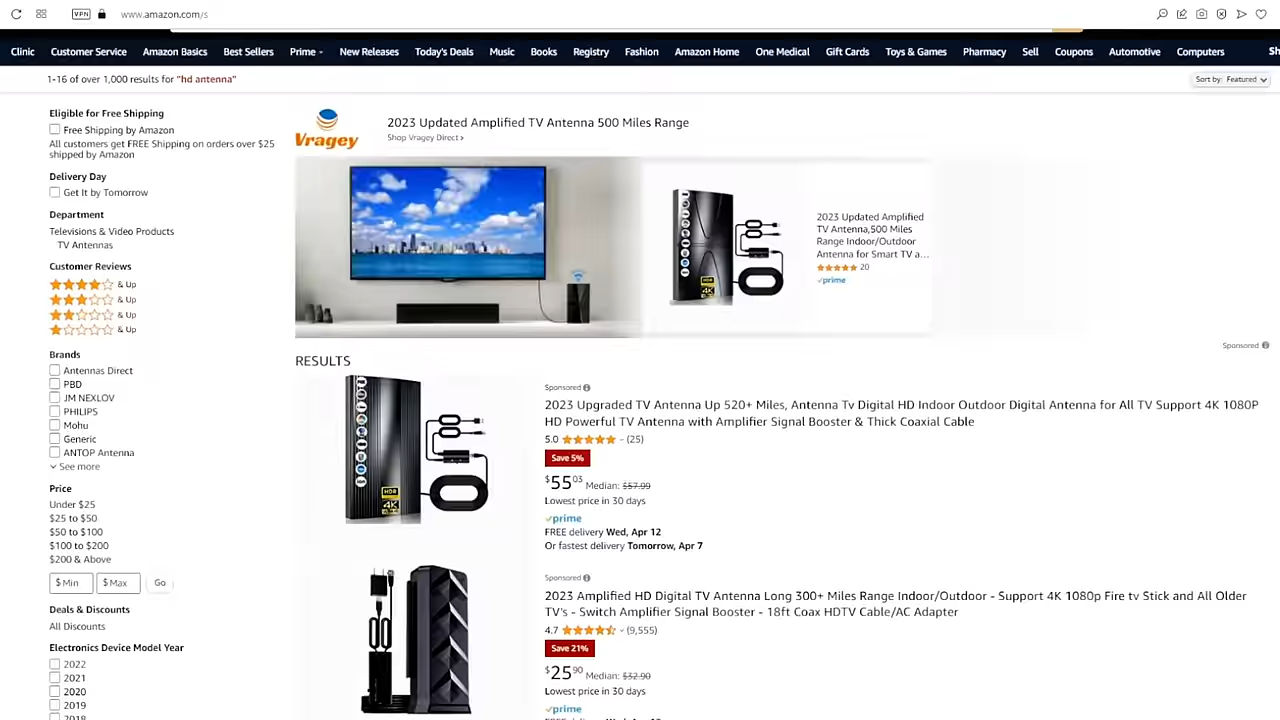 VPN www.amazon.com/s
Clinic Customer Service Amazon Basics Best Sellers Prime New Releases Today's Deals Music Books Registry Fashion Amazon Home One Medical Gift Cards Toys & Games Pharmacy Sell Coupons Automotive Computers Sh
1-16 of over 1,000 results for "hd antenna"
Sort by: Featured
Eligible for Free Shipping
Free Shipping by Amazon
All customers get FREE Shipping on orders over $25
shipped by Amazon
Delivery Day
Get It by Tomorrow
Department
Televisions & Video Products
TV Antennas
Customer Reviews
& Up
& Up
& Up
& Up
Brands
Antennas Direct
PBD
JM NEXLOV
PHILIPS
Mohu
Generic
ANTOP Antenna
See more
Price
Under $25
$25 to $50
$50 to $100
$100 to $200
$200 & Above
$ Min $ Max Go
Deals & Discounts
All Discounts
Electronics Device Model Year
2022
2021
2020
2019
2018
Vragey
2023 Updated Amplified TV Antenna 500 Miles Range
Shop Vragey Direct ›
2023 Updated Amplified
TV Antenna,500 Miles
Range Indoor/Outdoor
Antenna for Smart TV a...
20
prime
Sponsored
RESULTS
HDR
4K
Sponsored
2023 Upgraded TV Antenna Up 520+ Miles, Antenna Tv Digital HD Indoor Outdoor Digital Antenna for All TV Support 4K 1080P
HD Powerful TV Antenna with Amplifier Signal Booster & Thick Coaxial Cable
5.0 (25)
Save 5%
$55 03 Median: $57.99
Lowest price in 30 days
prime
FREE delivery Wed, Apr 12
Or fastest delivery Tomorrow, Apr 7
Sponsored
2023 Amplified HD Digital TV Antenna Long 300+ Miles Range Indoor/Outdoor - Support 4K 1080p Fire tv Stick and All Older
TV's - Switch Amplifier Signal Booster - 18ft Coax HDTV Cable/AC Adapter
4.7 (9,555)
Save 21%
$25 90 Median: $32.90
Lowest price in 30 days
prime